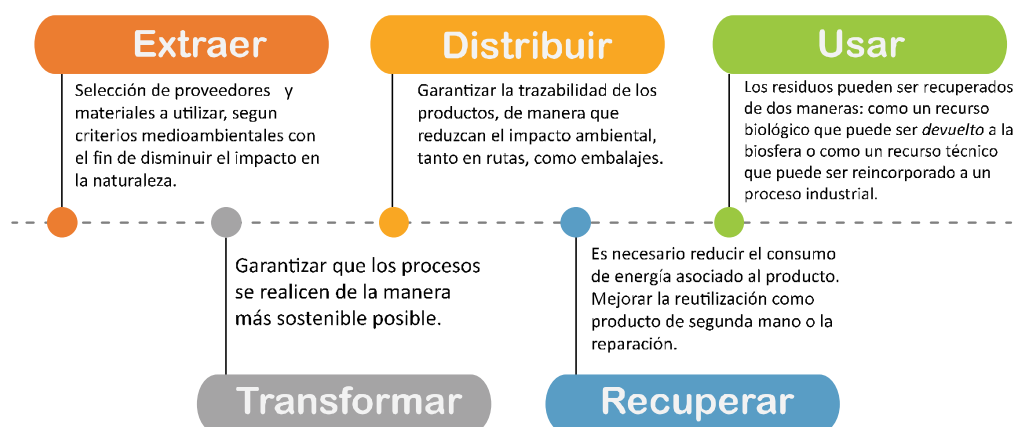 Extraer
Selección de proveedores y
materiales a utilizar, segun
criterios medioambientales con
el fin de disminuir el impacto en
la naturaleza.
Distribuir
Garantizar la trazabilidad de los
productos, de manera que
reduzcan el impacto ambiental,
tanto en rutas, como embalajes.
Usar
Los residuos pueden ser recuperados
de dos maneras: como un recurso
biológico que puede ser devuelto a la
biosfera o como un recurso técnico
que puede ser reincorporado a un
proceso industrial.
Garantizar que los procesos
se realicen de la manera
más sostenible posible.
Transformar
Es necesario reducir el consumo
de energía asociado al producto.
Mejorar la reutilización como
producto de segunda mano o la
reparación.
Recuperar